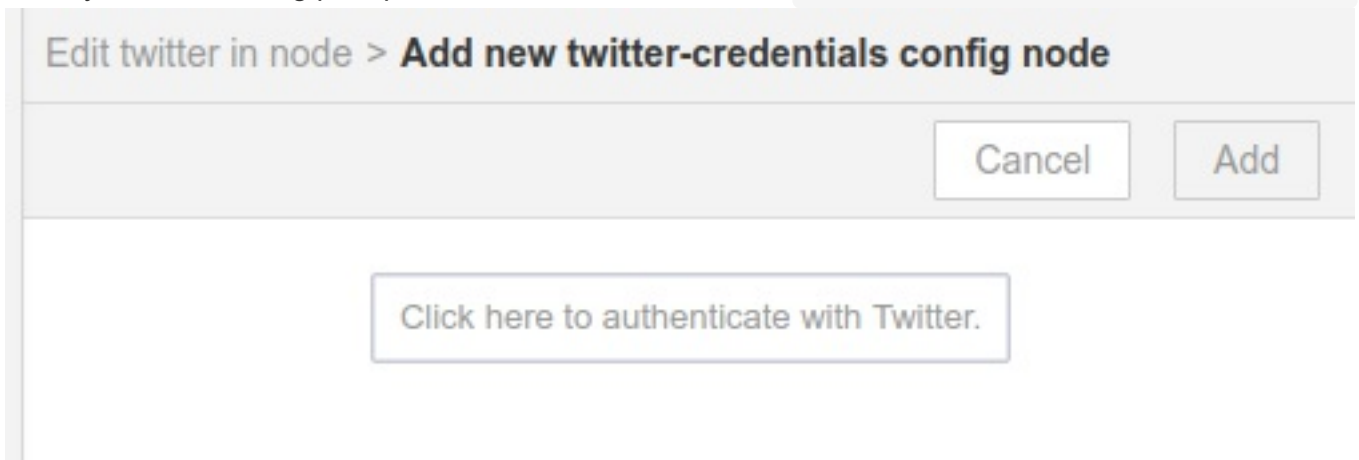 Edit twitter in node > Add new twitter-credentials config node
Cancel Add
Click here to authenticate with Twitter.